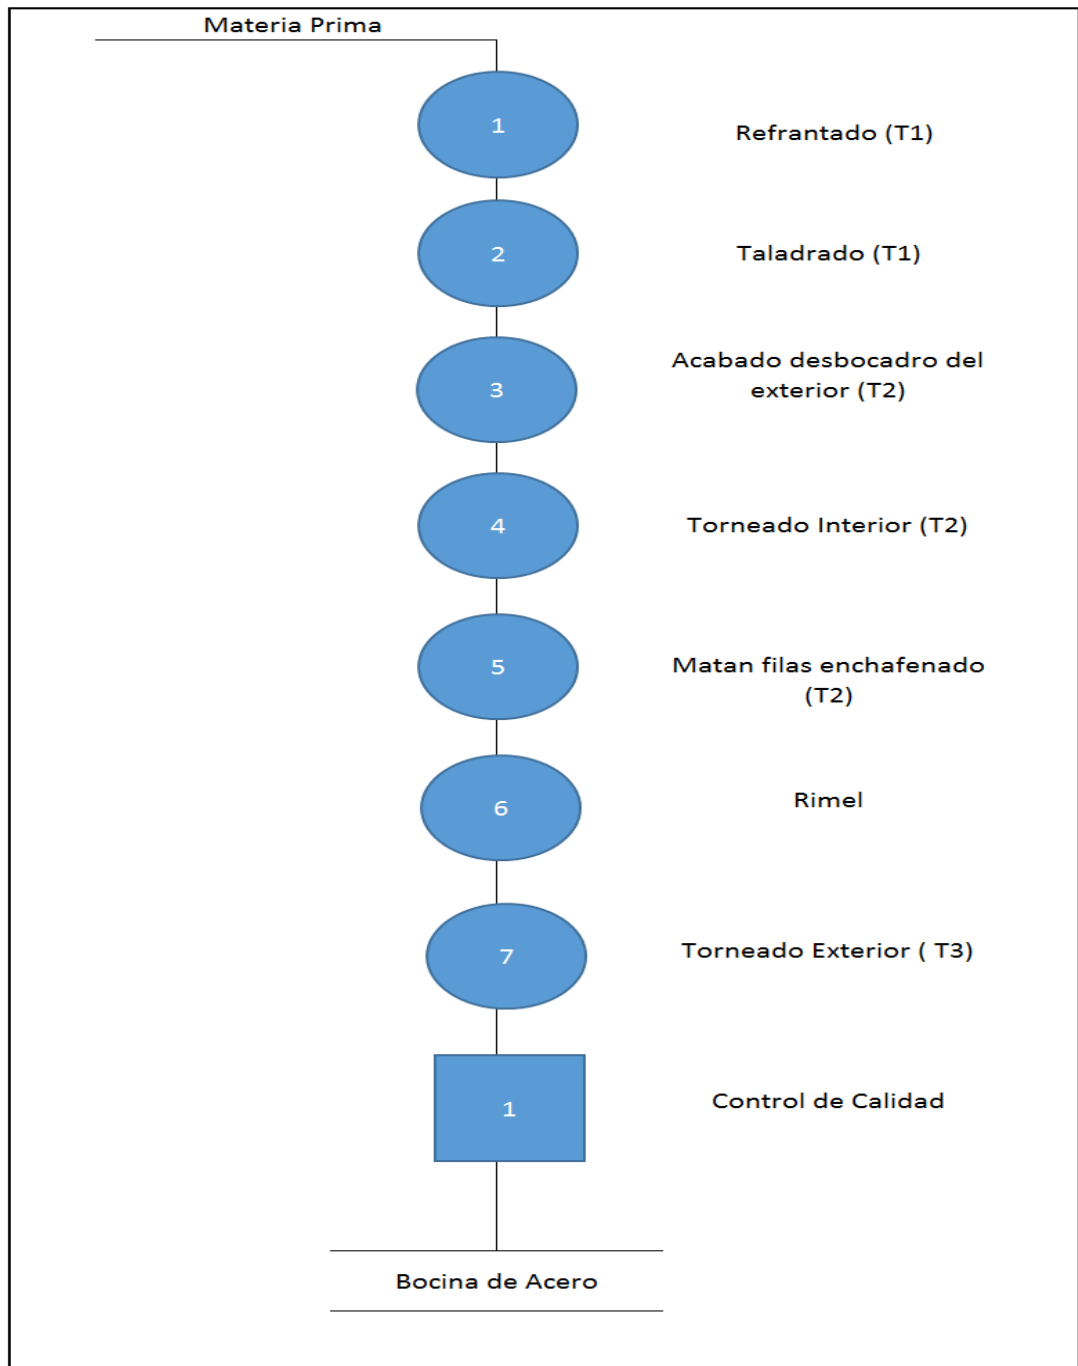 Materia Prima
1
Refrantado (T1)
2
Taladrado (T1)
3
Acabado desbocadro del
exterior (T2)
4
Torneado Interior (T2)
5
Matan filas enchafenado
(T2)
6
Rimel
7
Torneado Exterior ( T3)
1
Control de Calidad
Bocina de Acero